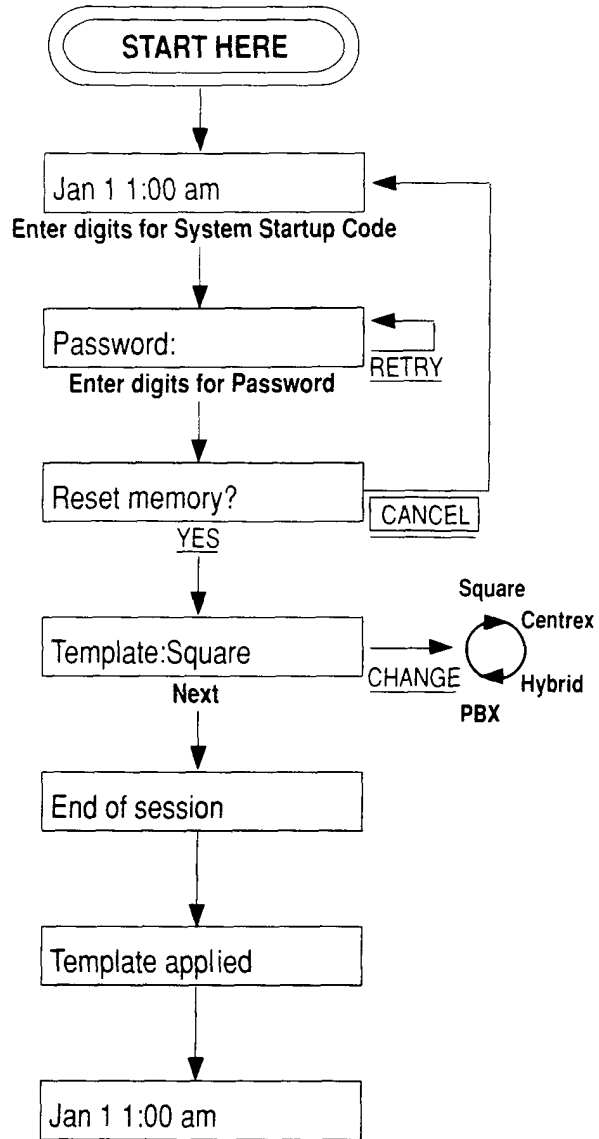 START HERE
Jan 1 1:00 am
Enter digits for System Startup Code
Password:
RETRY
Enter digits for Password
Reset memory?
CANCEL
YES
Square
Centrex
Template:Square
CHANGE
Hybrid
Next
PBX
End of session
Template applied
Jan 1 1:00 am